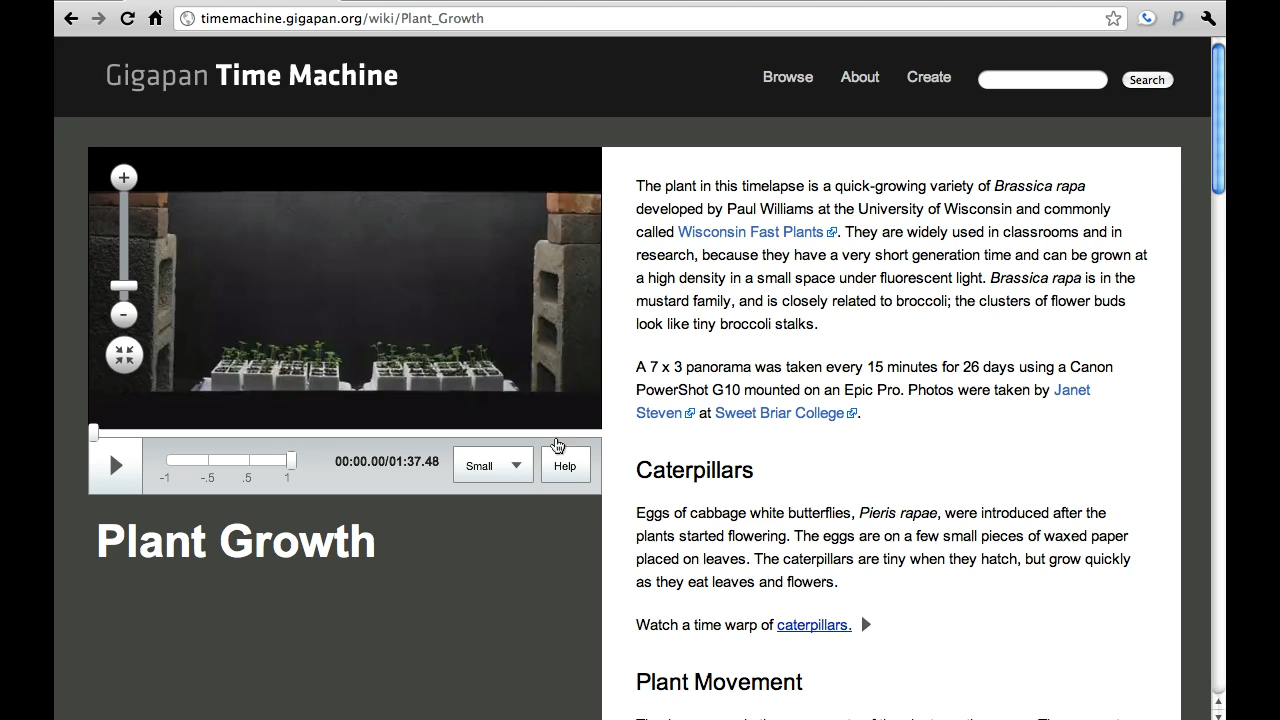 timemachine.gigapan.org/wiki/Plant_Growth
Gigapan Time Machine
Browse About Create Search
The plant in this timelapse is a quick-growing variety of Brassica rapa
developed by Paul Williams at the University of Wisconsin and commonly
called Wisconsin Fast Plants. They are widely used in classrooms and in
research, because they have a very short generation time and can be grown at
a high density in a small space under fluorescent light. Brassica rapa is in the
mustard family, and is closely related to broccoli; the clusters of flower buds
look like tiny broccoli stalks.
A 7 x 3 panorama was taken every 15 minutes for 26 days using a Canon
PowerShot G10 mounted on an Epic Pro. Photos were taken by Janet
Steven at Sweet Briar College.
-1 -.5 .5 1
00:00.00/01:37.48
Small
Help
Plant Growth
Caterpillars
Eggs of cabbage white butterflies, Pieris rapae, were introduced after the
plants started flowering. The eggs are on a few small pieces of waxed paper
placed on leaves. The caterpillars are tiny when they hatch, but grow quickly
as they eat leaves and flowers.
Watch a time warp of caterpillars.
Plant Movement